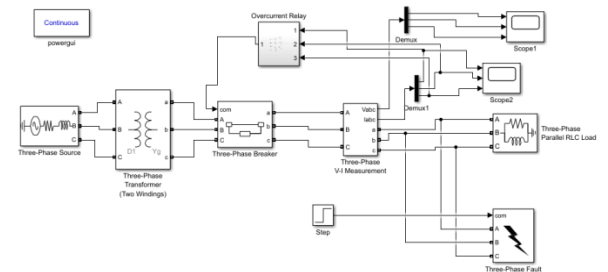 Continuous
powergui
Overcurrent Relay
1
1
2
3
Demux
Scope1
Demux1
Scope2
A
B
C
Three-Phase Source
A
B
C
a
b
c
D1
Yg
Three-Phase
Transformer
(Two Windings)
com
A
B
C
a
b
c
Three-Phase Breaker
Vabc
Iabc
A
B
C
a
b
c
Three-Phase
V-I Measurement
A
B
C
Three-Phase
Parallel RLC Load
Step
com
A
B
C
Three-Phase Fault